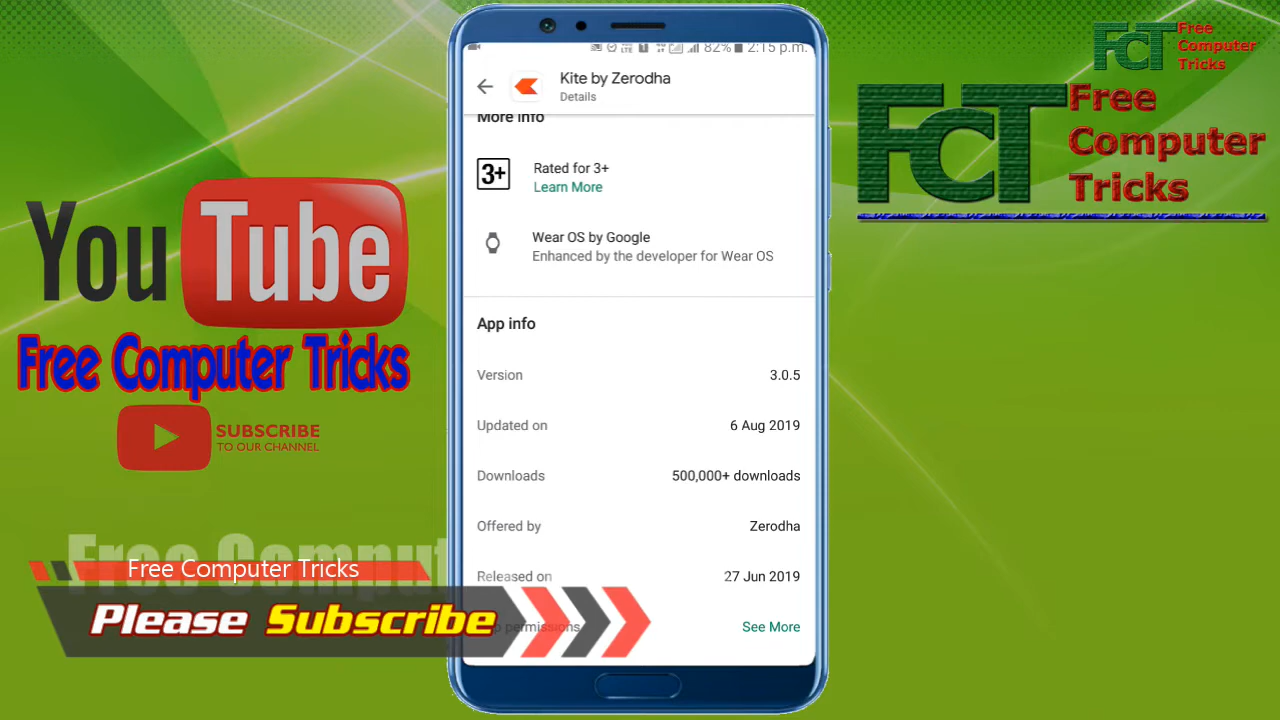 You Tube
Free Computer Tricks
SUBSCRIBE
TO OUR CHANNEL
Free Comput
Free Computer Tricks
Please Subscribe
82% 2:15 p.m.
Kite by Zerodha
Details
More info
3+ Rated for 3+
Learn More
Wear OS by Google
Enhanced by the developer for Wear OS
App info
Version 3.0.5
Updated on 6 Aug 2019
Downloads 500,000+ downloads
Offered by Zerodha
Released on 27 Jun 2019
permissions See More
FcT Free
Computer
Tricks
FcT Free
Computer
Tricks